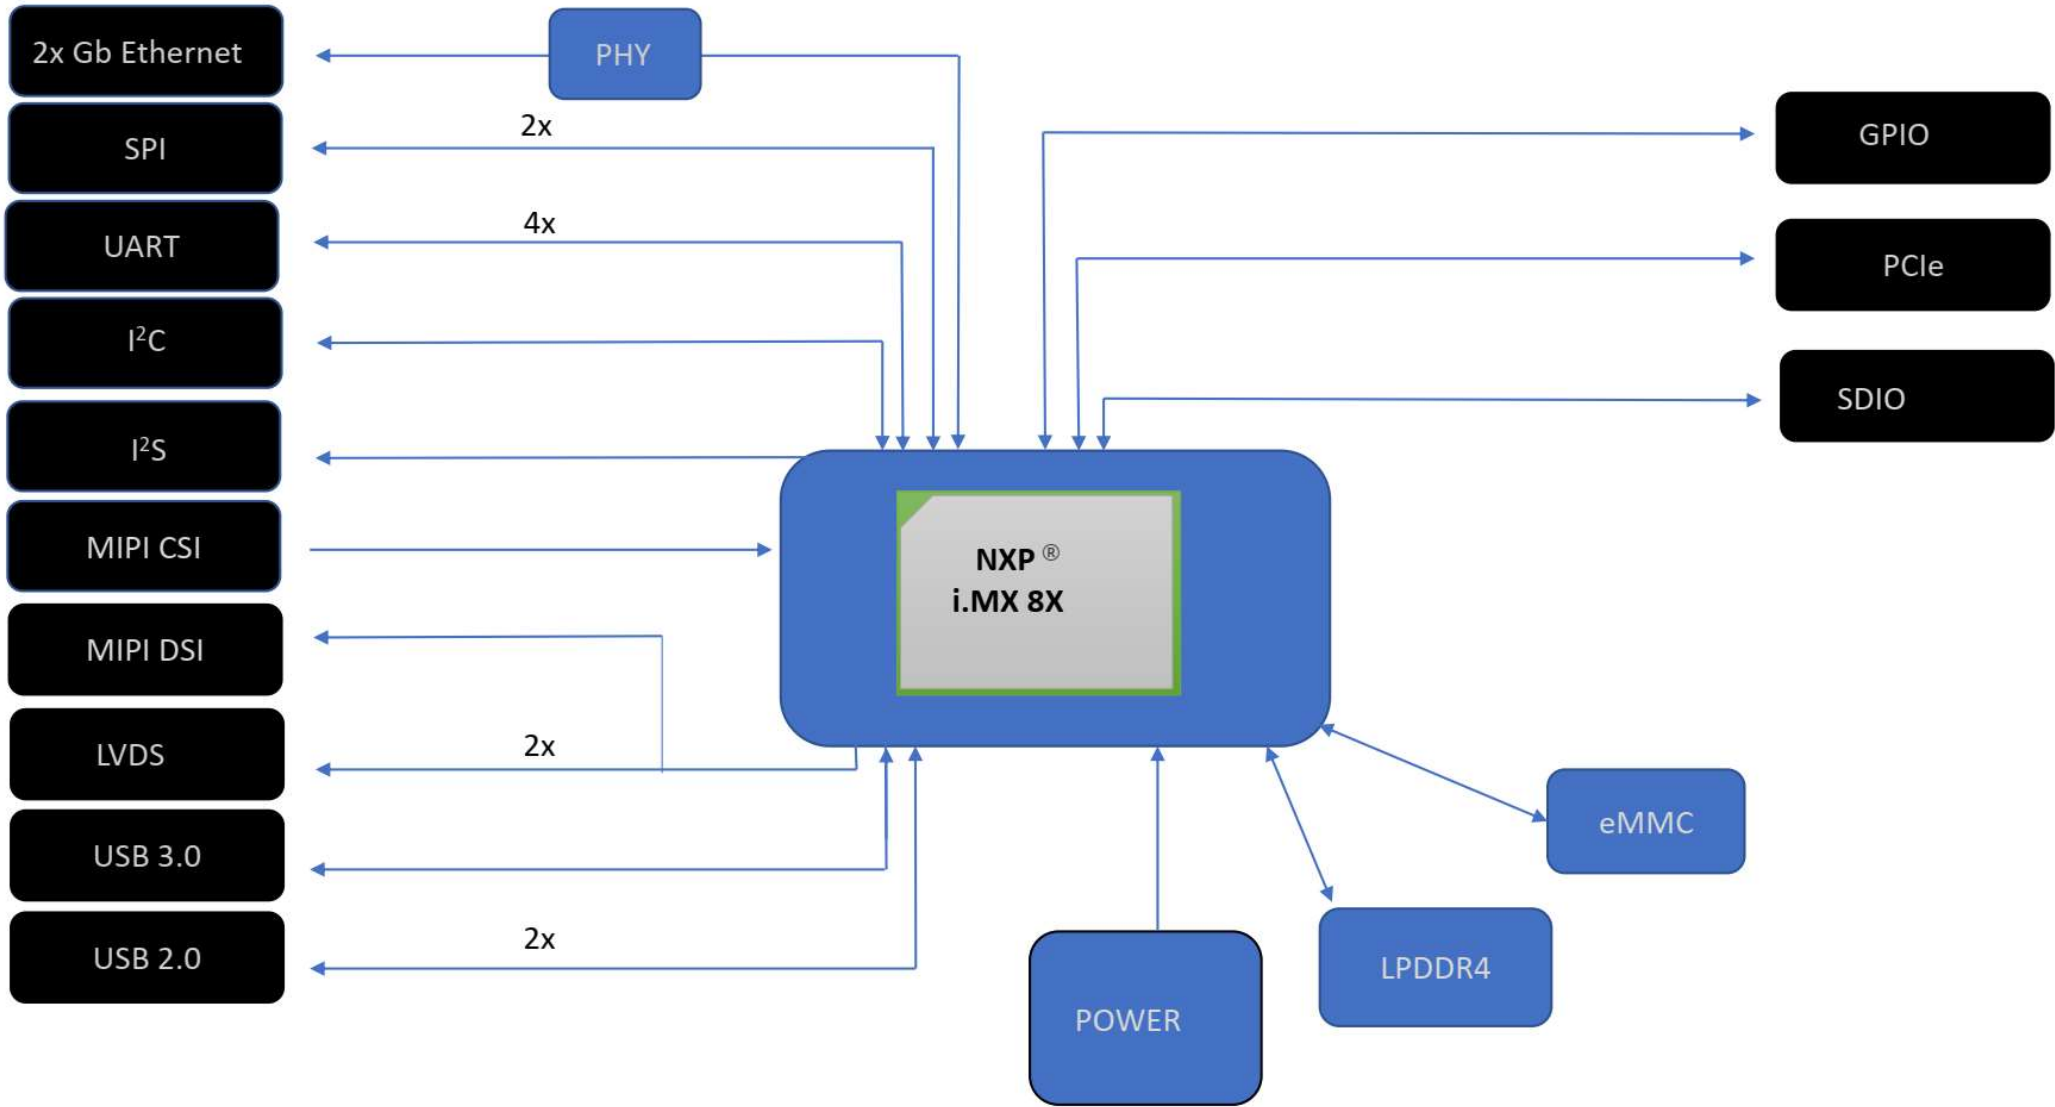 2x Gb Ethernet
PHY
2x
SPI
GPIO
4x
UART
PCIe
I²C
SDIO
I²S
MIPI CSI
NXP ®
i.MX 8X
MIPI DSI
2x
LVDS
eMMC
USB 3.0
2x
USB 2.0
LPDDR4
POWER